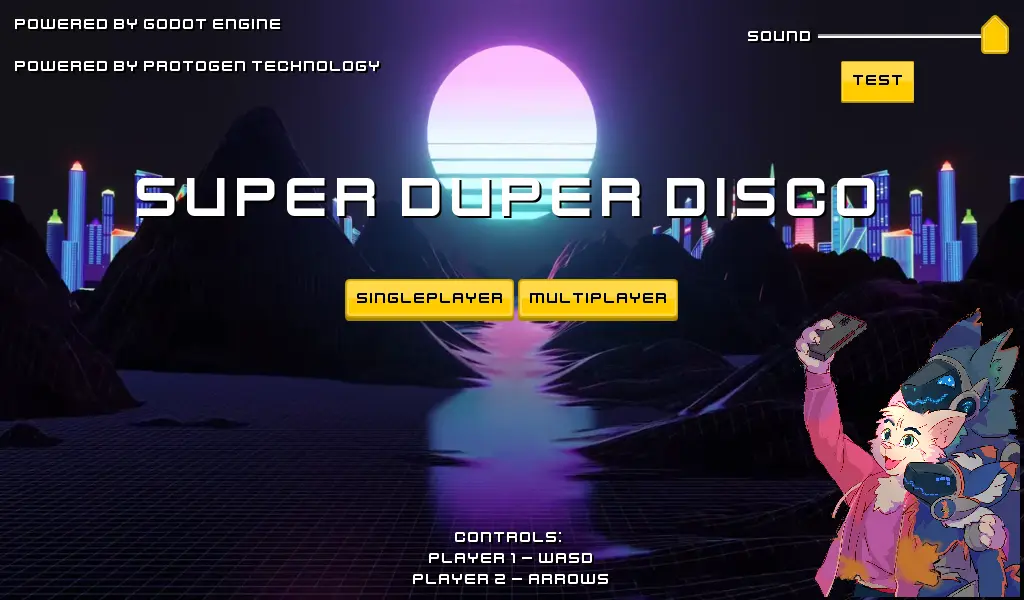 POWERED BY GODOT ENGINE
POWERED BY PROTOGEN TECHNOLOGY
SOUND
TEST
SUPER DUPER DISCO
SINGLEPLAYER
MULTIPLAYER
CONTROLS:
PLAYER 1 – WASD
PLAYER 2 – ARROWS